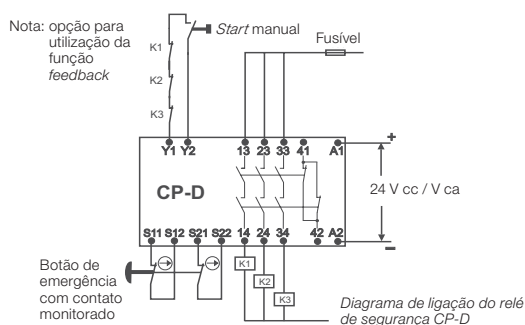 Nota: opção para
utilização da
função
feedback
Start manual
Fusível
K1
K2
K3
Y1 Y2 13 23 33 41 A1
+
CP-D
24 V cc / V ca
S11 S12 S21 S22 14 24 34 42 A2
–
K1
K2
K3
Botão de
emergência
com contato
monitorado
Diagrama de ligação do relé
de segurança CP-D